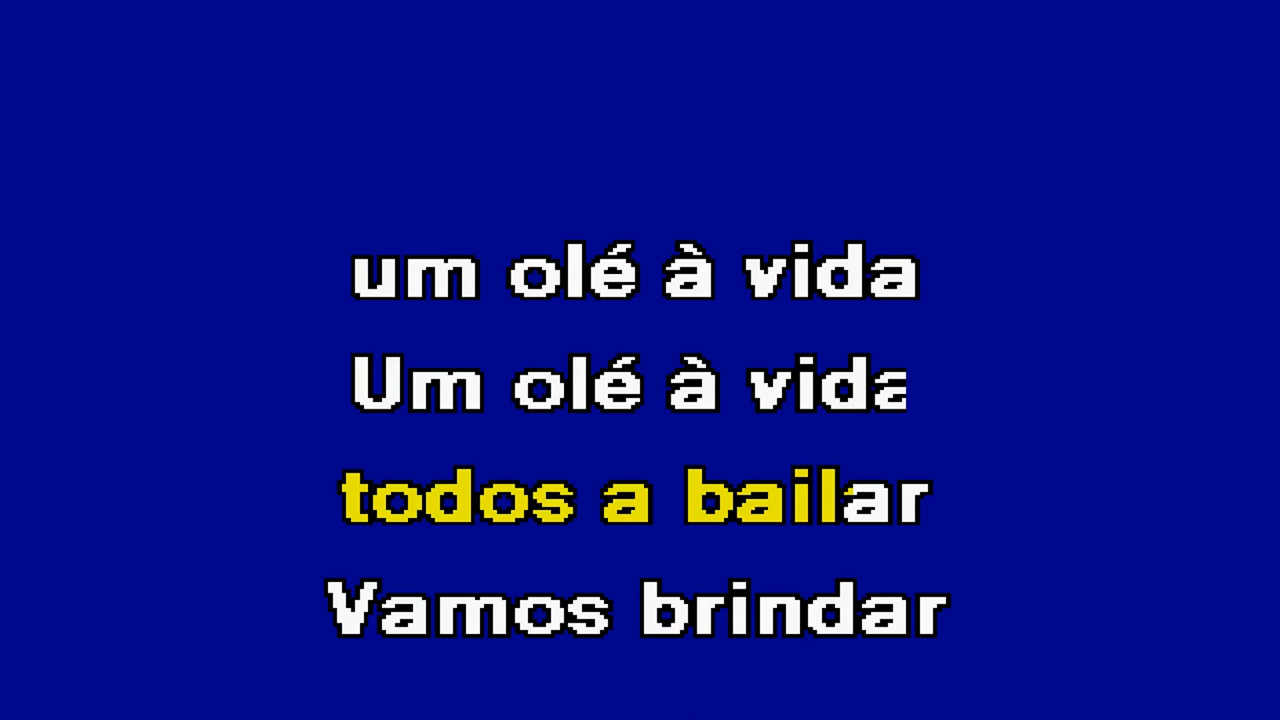 um olé à vida
Um olé à vida
todos a bailar
Vamos brindar